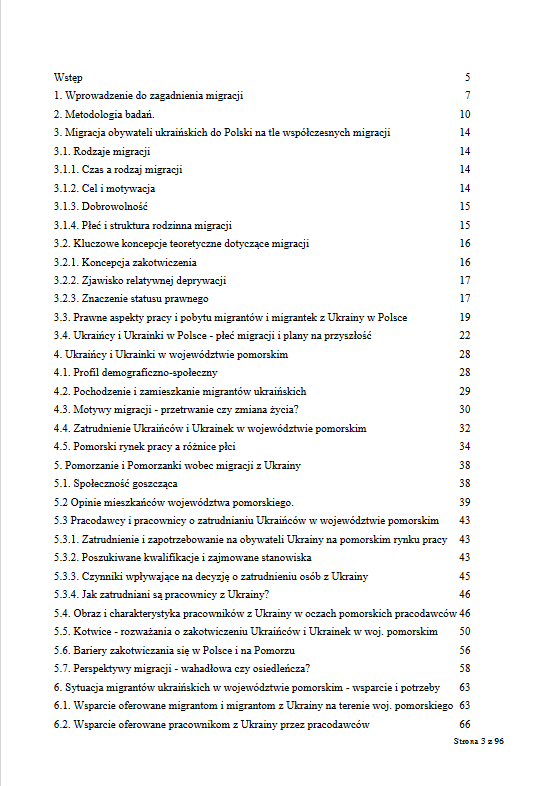 Wstęp 5
1. Wprowadzenie do zagadnienia migracji 7
2. Metodologia badań. 10
3. Migracja obywateli ukraińskich do Polski na tle współczesnych migracji 14
3.1. Rodzaje migracji 14
3.1.1. Czas a rodzaj migracji 14
3.1.2. Cel i motywacja 14
3.1.3. Dobrowolność 15
3.1.4. Płeć i struktura rodzinna migracji 15
3.2. Kluczowe koncepcje teoretyczne dotyczące migracji 16
3.2.1. Koncepcja zakotwiczenia 16
3.2.2. Zjawisko relatywnej deprywacji 17
3.2.3. Znaczenie statusu prawnego 17
3.3. Prawne aspekty pracy i pobytu migrantów i migrantek z Ukrainy w Polsce 19
3.4. Ukraińcy i Ukrainki w Polsce - płeć migracji i plany na przyszłość 22
4. Ukraińcy i Ukrainki w województwie pomorskim 28
4.1. Profil demograficzno-społeczny 28
4.2. Pochodzenie i zamieszkanie migrantów ukraińskich 29
4.3. Motywy migracji - przetrwanie czy zmiana życia? 30
4.4. Zatrudnienie Ukraińców i Ukrainek w województwie pomorskim 32
4.5. Pomorski rynek pracy a różnice płci 34
5. Pomorzanie i Pomorzanki wobec migracji z Ukrainy 38
5.1. Społeczność goszcząca 38
5.2 Opinie mieszkańców województwa pomorskiego. 39
5.3 Pracodawcy i pracownicy o zatrudnianiu Ukraińców w województwie pomorskim 43
5.3.1. Zatrudnienie i zapotrzebowanie na obywateli Ukrainy na pomorskim rynku pracy 43
5.3.2. Poszukiwane kwalifikacje i zajmowane stanowiska 43
5.3.3. Czynniki wpływające na decyzję o zatrudnieniu osób z Ukrainy 45
5.3.4. Jak zatrudniani są pracownicy z Ukrainy? 46
5.4. Obraz i charakterystyka pracowników z Ukrainy w oczach pomorskich pracodawców 46
5.5. Kotwice - rozważania o zakotwiczeniu Ukraińców i Ukrainek w woj. pomorskim 50
5.6. Bariery zakotwiczania się w Polsce i na Pomorzu 56
5.7. Perspektywy migracji - wahadłowa czy osiedleńcza? 58
6. Sytuacja migrantów ukraińskich w województwie pomorskim - wsparcie i potrzeby 63
6.1. Wsparcie oferowane migrantom i migrantom z Ukrainy na terenie woj. pomorskiego 63
6.2. Wsparcie oferowane pracownikom z Ukrainy przez pracodawców 66
Strona 3 z 96